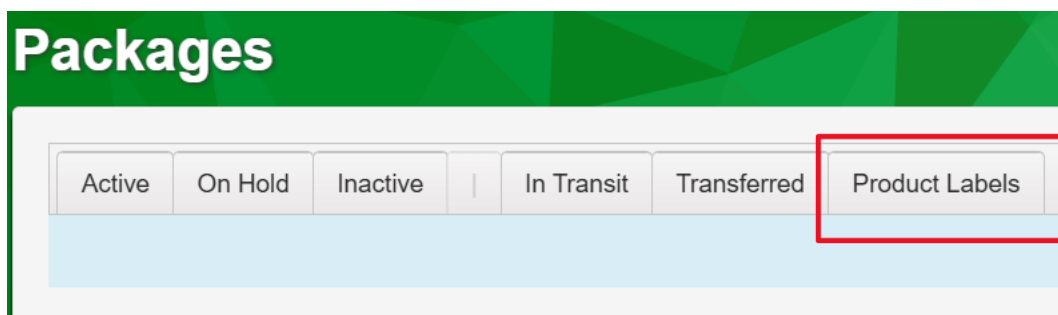 Packages
Active On Hold Inactive | In Transit Transferred Product Labels